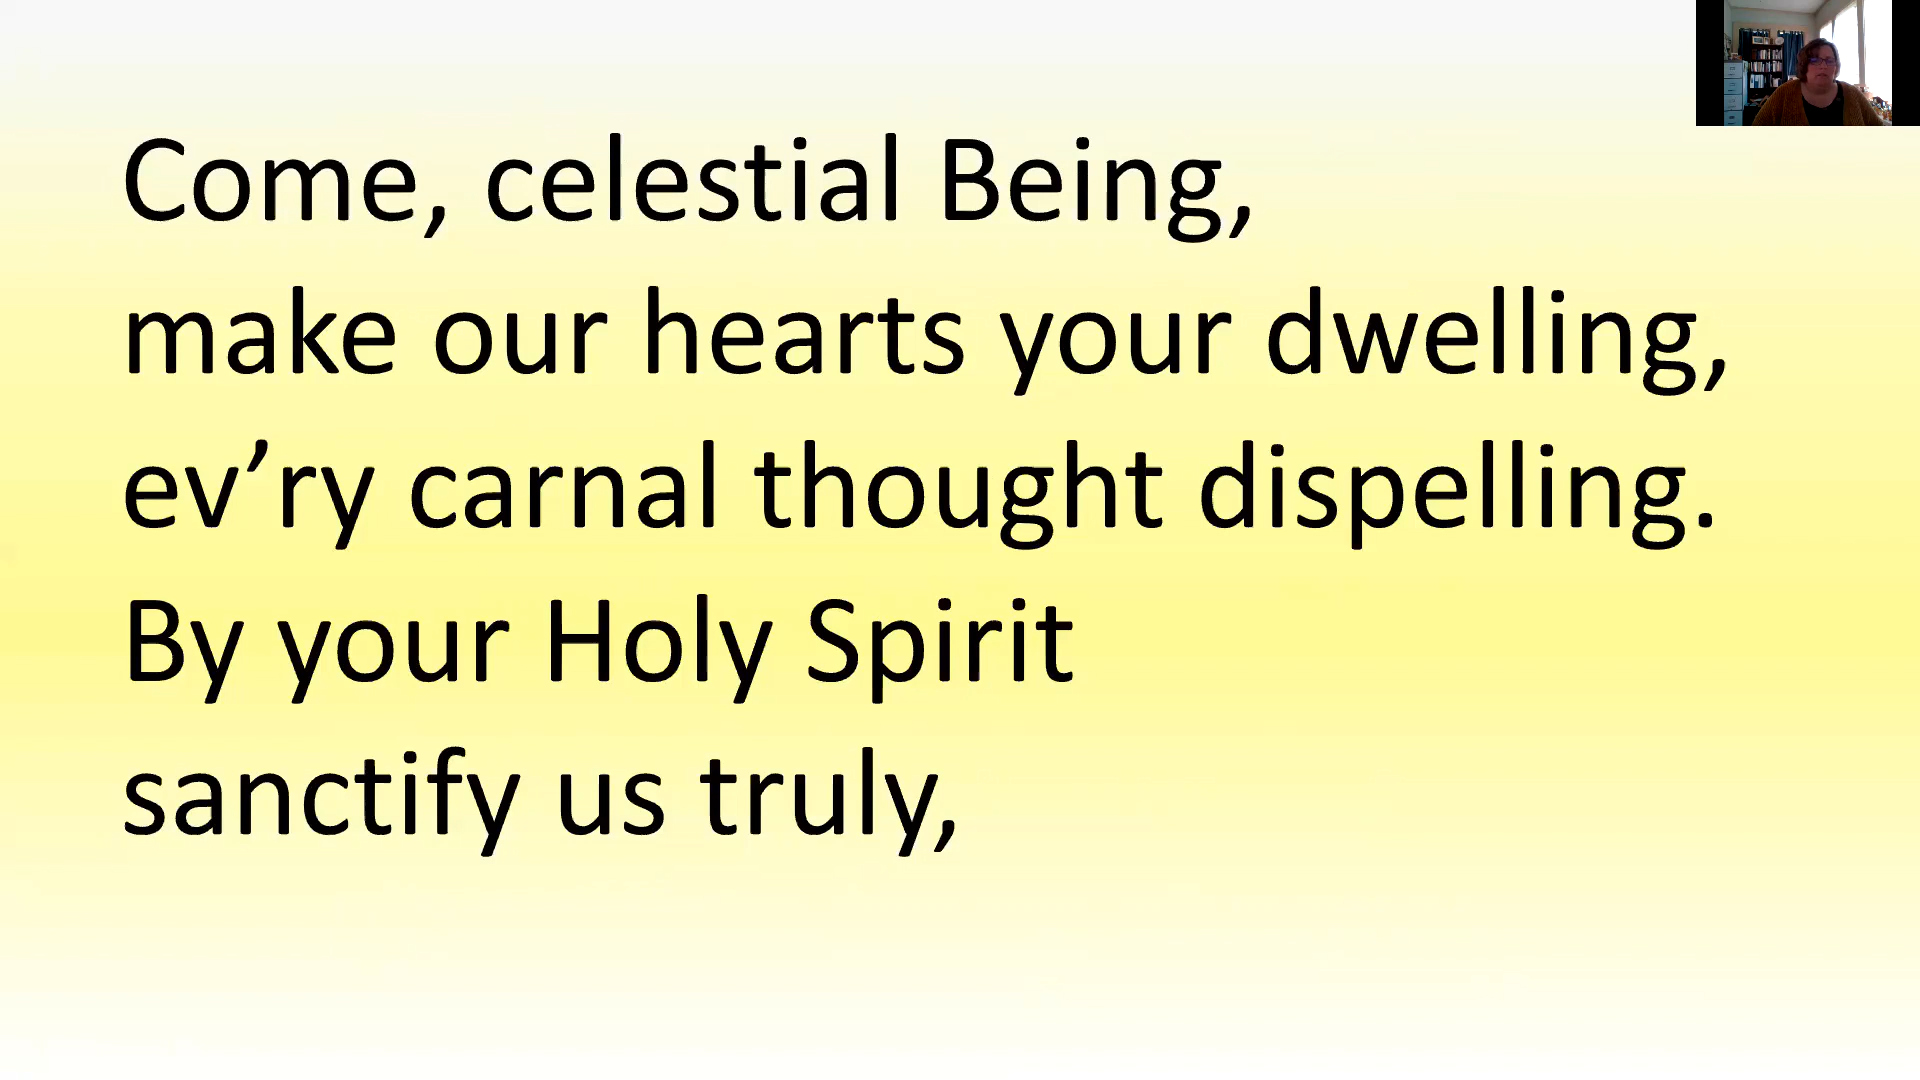 Come, celestial Being,
make our hearts your dwelling,
ev’ry carnal thought dispelling.
By your Holy Spirit
sanctify us truly,